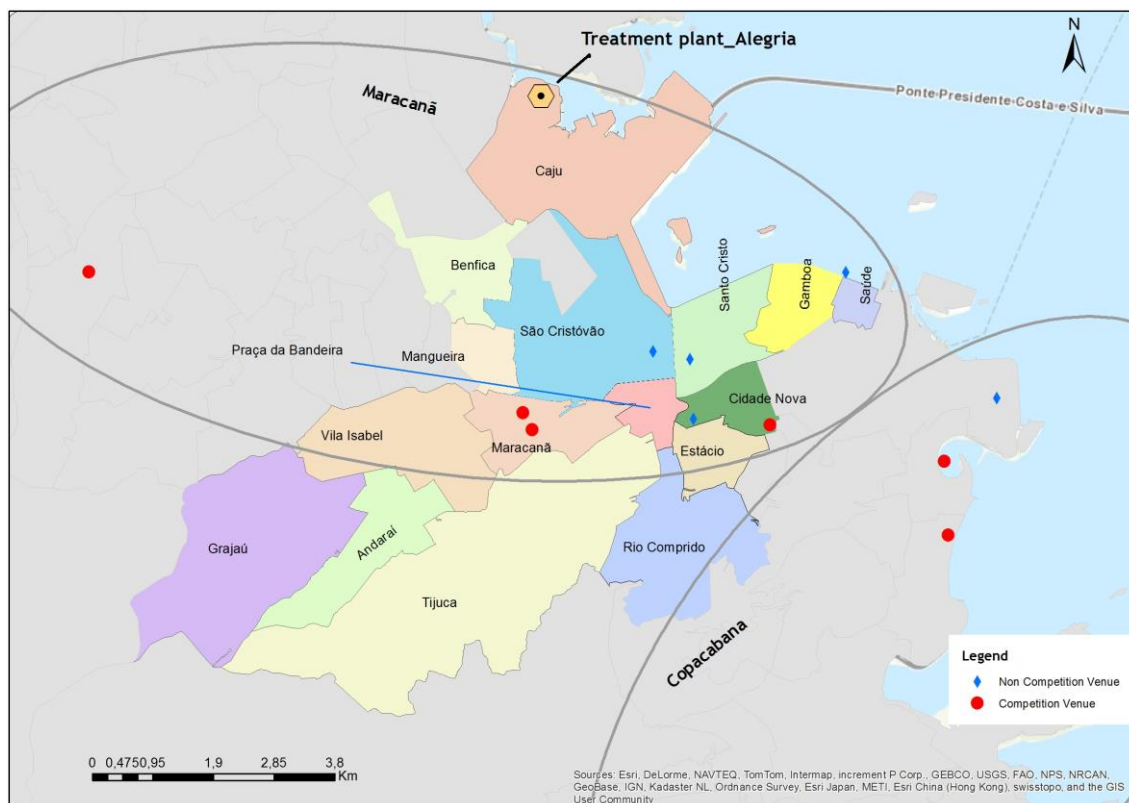 Treatment plant_Alegria
N
Maracanã
Ponte Presidente Costa e Silva
Caju
Benfica
Santo Cristo
Gamboa
Saúde
São Cristóvão
Praça da Bandeira
Mangueira
Cidade Nova
Vila Isabel
Maracanã
Estácio
Grajaú
Andaraí
Rio Comprido
Tijuca
Copacabana
Legend
Non Competition Venue
Competition Venue
0 0,4750,95 1,9 2,85 3,8
Km
Sources: Esri, DeLorme, NAVTEQ, TomTom, Intermap, increment P Corp., GEBCO, USGS, FAO, NPS, NRCAN,
GeoBase, IGN, Kadaster NL, Ordnance Survey, Esri Japan, METI, Esri China (Hong Kong), swisstopo, and the GIS
User Community